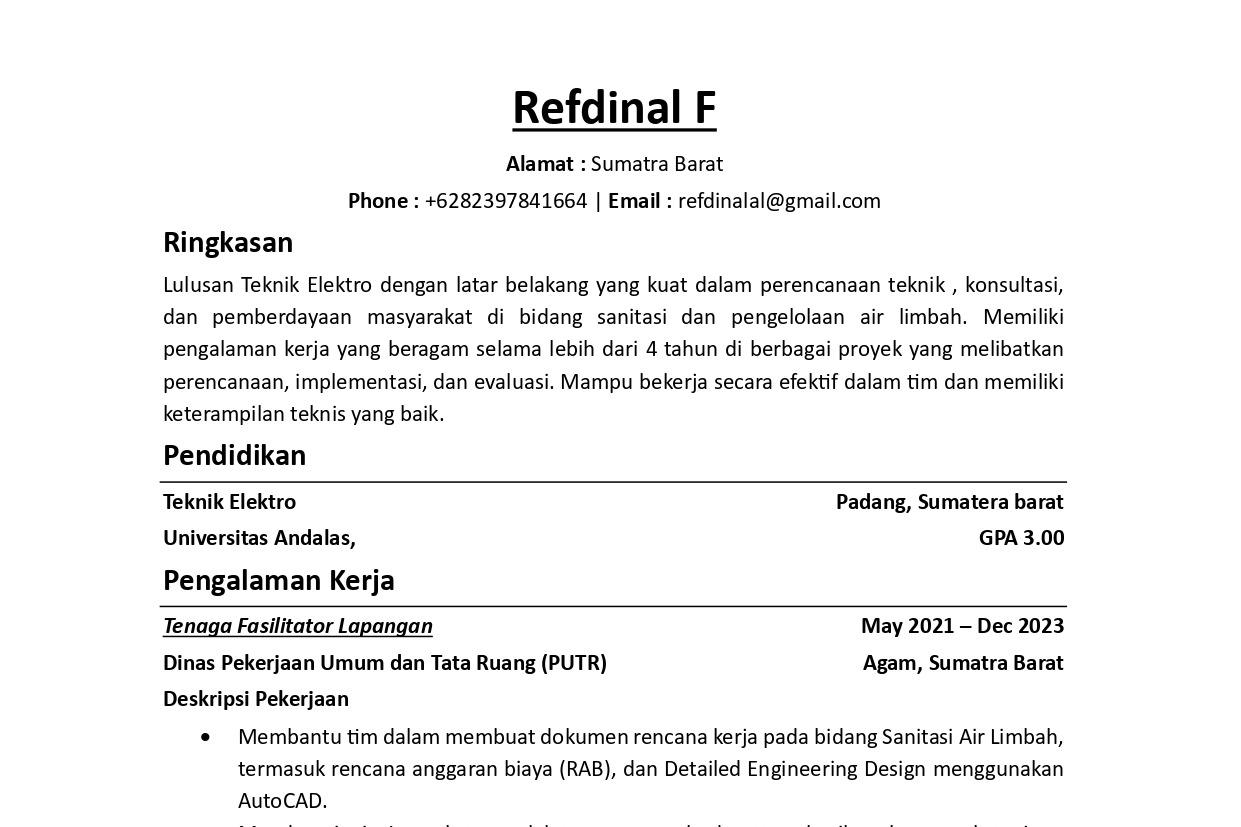 Refdinal F
Alamat : Sumatra Barat
Phone : +6282397841664 | Email : refdinalal@gmail.com
Ringkasan
Lulusan Teknik Elektro dengan latar belakang yang kuat dalam perencanaan teknik , konsultasi,
dan pemberdayaan masyarakat di bidang sanitasi dan pengelolaan air limbah. Memiliki
pengalaman kerja yang beragam selama lebih dari 4 tahun di berbagai proyek yang melibatkan
perencanaan, implementasi, dan evaluasi. Mampu bekerja secara efektif dalam tim dan memiliki
keterampilan teknis yang baik.
Pendidikan
Teknik Elektro Padang, Sumatera barat
Universitas Andalas, GPA 3.00
Pengalaman Kerja
Tenaga Fasilitator Lapangan May 2021 – Dec 2023
Dinas Pekerjaan Umum dan Tata Ruang (PUTR) Agam, Sumatra Barat
Deskripsi Pekerjaan
• Membantu tim dalam membuat dokumen rencana kerja pada bidang Sanitasi Air Limbah,
termasuk rencana anggaran biaya (RAB), dan Detailed Engineering Design menggunakan
AutoCAD.